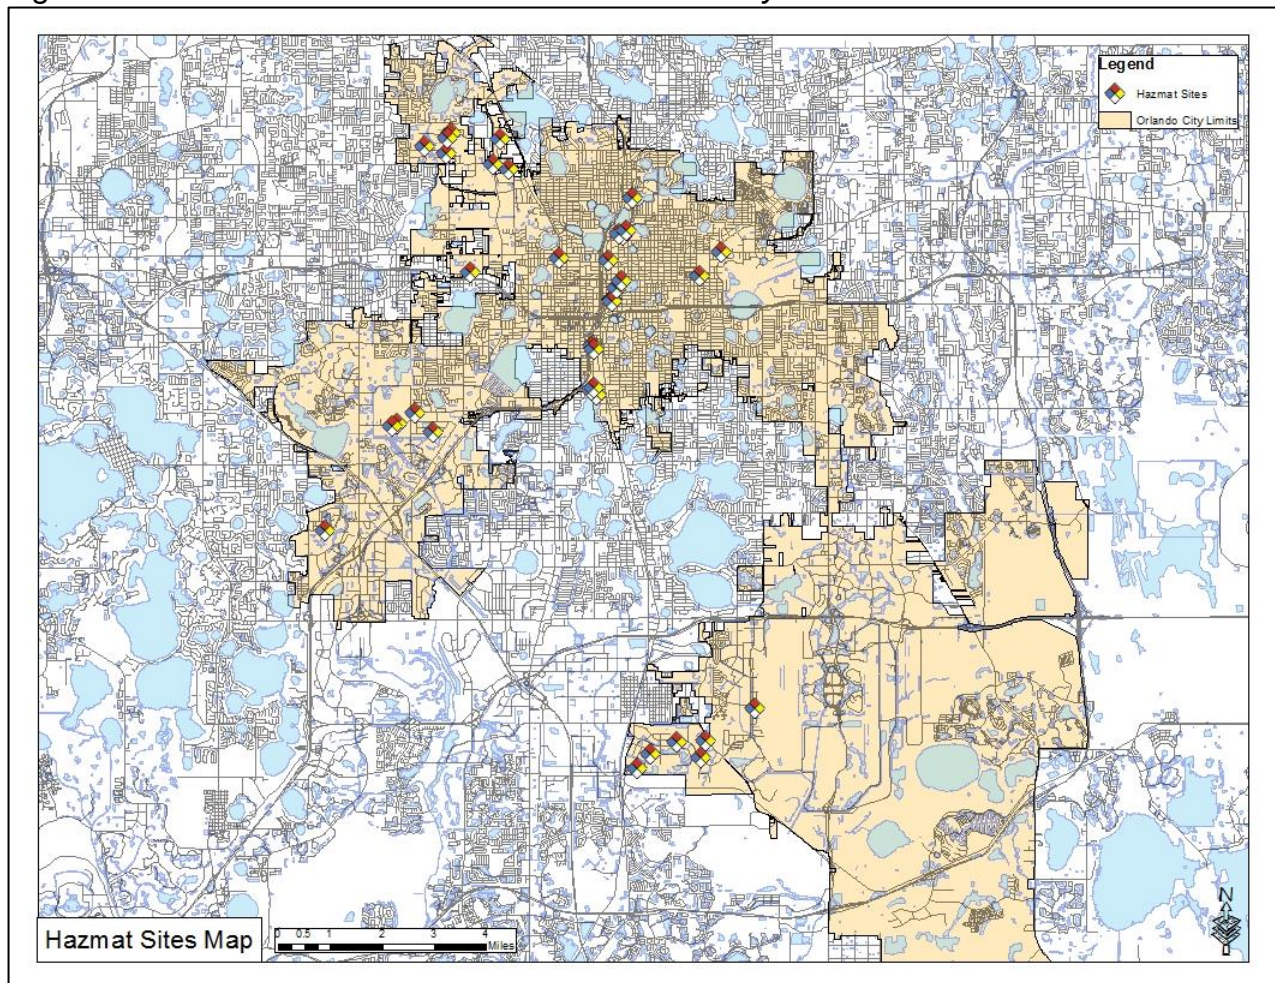 Legend
Hazmat Sites
Orlando City Limits
N
Hazmat Sites Map
0 0.5 1 2 3 4
Miles